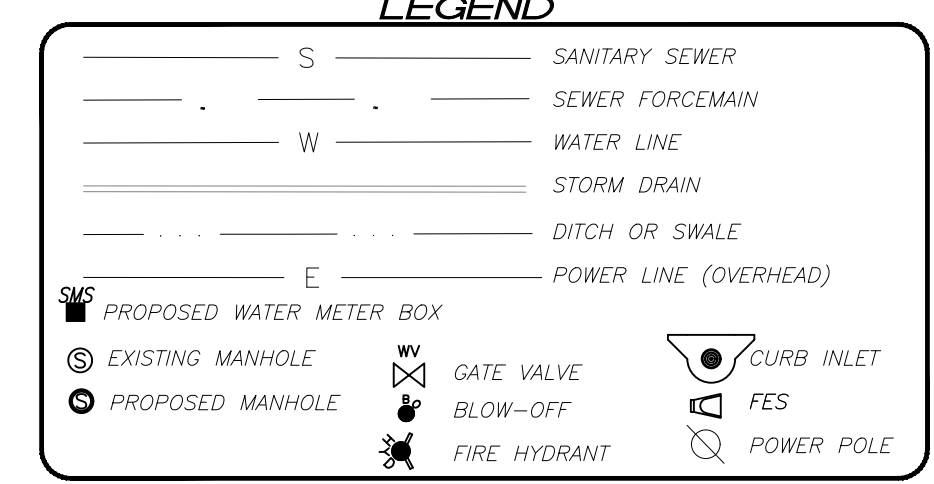 LEGEND
S SANITARY SEWER
SEWER FORCEMAIN
W WATER LINE
STORM DRAIN
DITCH OR SWALE
E POWER LINE (OVERHEAD)
SMS
PROPOSED WATER METER BOX
S EXISTING MANHOLE
S PROPOSED MANHOLE
WV
GATE VALVE
BO
BLOW-OFF
HYD
FIRE HYDRANT
CURB INLET
FES
POWER POLE